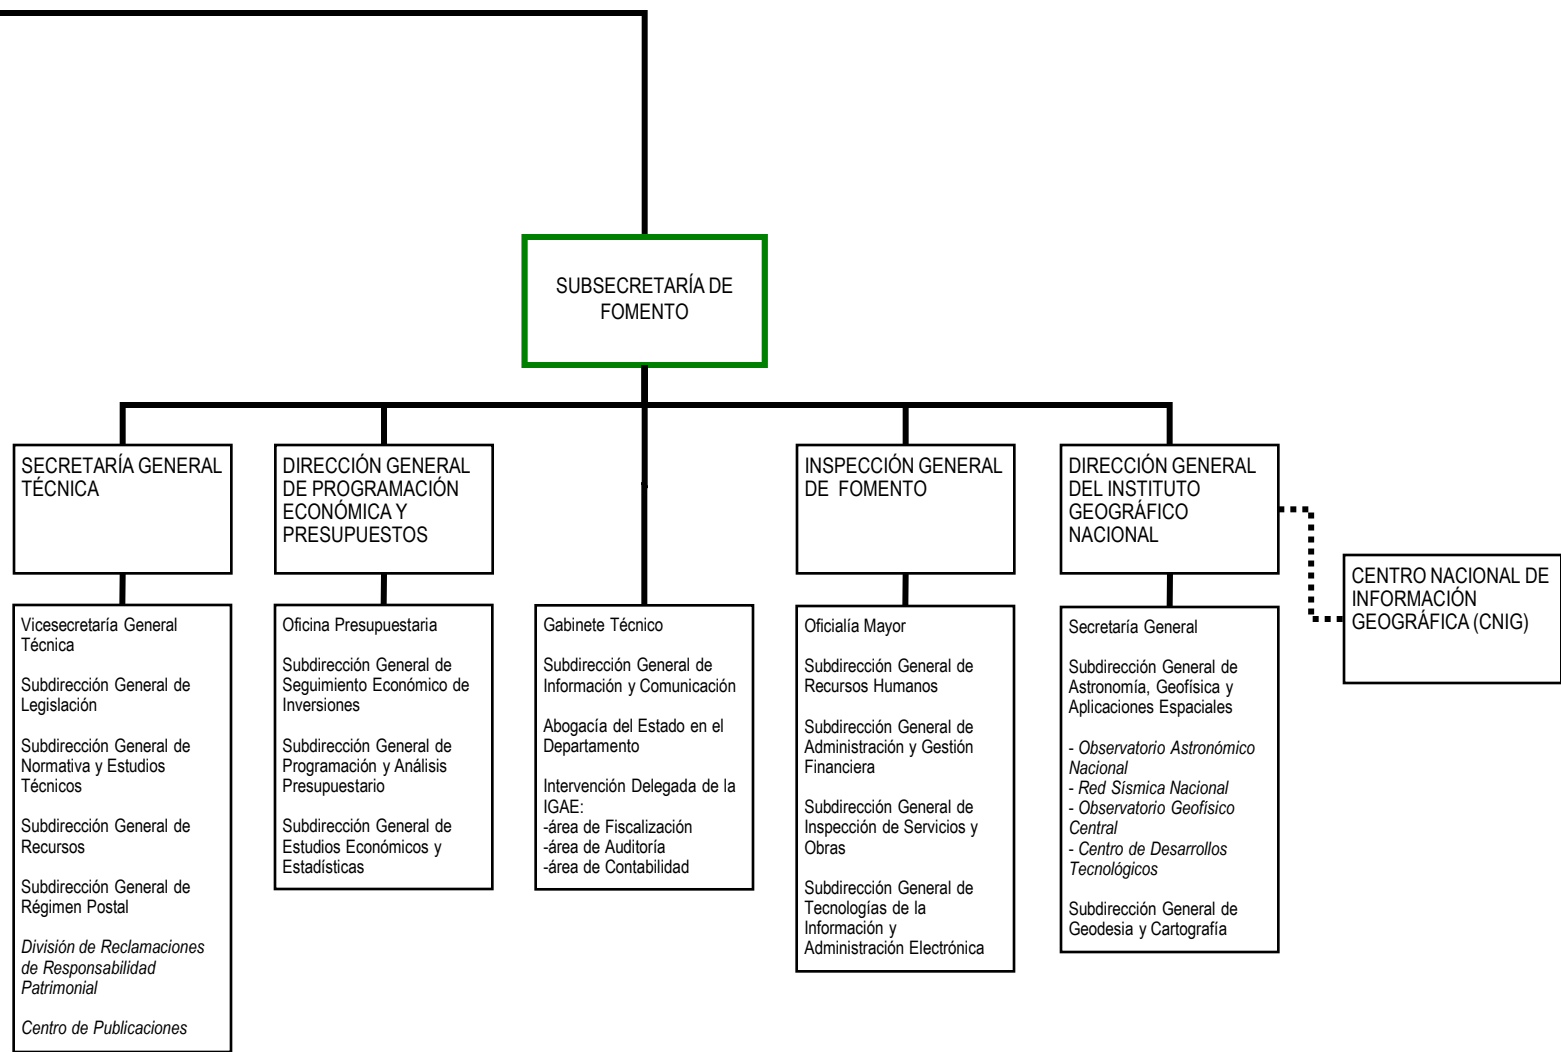 SUBSECRETARÍA DE
FOMENTO
SECRETARÍA GENERAL
TÉCNICA
DIRECCIÓN GENERAL
DE PROGRAMACIÓN
ECONÓMICA Y
PRESUPUESTOS
INSPECCIÓN GENERAL
DE FOMENTO
DIRECCIÓN GENERAL
DEL INSTITUTO
GEOGRÁFICO
NACIONAL
CENTRO NACIONAL DE
INFORMACIÓN
GEOGRÁFICA (CNIG)
Vicesecretaría General
Técnica
Subdirección General de
Legislación
Subdirección General de
Normativa y Estudios
Técnicos
Subdirección General de
Recursos
Subdirección General de
Régimen Postal
División de Reclamaciones
de Responsabilidad
Patrimonial
Centro de Publicaciones
Oficina Presupuestaria
Subdirección General de
Seguimiento Económico de
Inversiones
Subdirección General de
Programación y Análisis
Presupuestario
Subdirección General de
Estudios Económicos y
Estadísticas
Gabinete Técnico
Subdirección General de
Información y Comunicación
Abogacía del Estado en el
Departamento
Intervención Delegada de la
IGAE:
-área de Fiscalización
-área de Auditoría
-área de Contabilidad
Oficialía Mayor
Subdirección General de
Recursos Humanos
Subdirección General de
Administración y Gestión
Financiera
Subdirección General de
Inspección de Servicios y
Obras
Subdirección General de
Tecnologías de la
Información y
Administración Electrónica
Secretaría General
Subdirección General de
Astronomía, Geofísica y
Aplicaciones Espaciales
- Observatorio Astronómico
Nacional
- Red Sísmica Nacional
- Observatorio Geofísico
Central
- Centro de Desarrollos
Tecnológicos
Subdirección General de
Geodesia y Cartografía